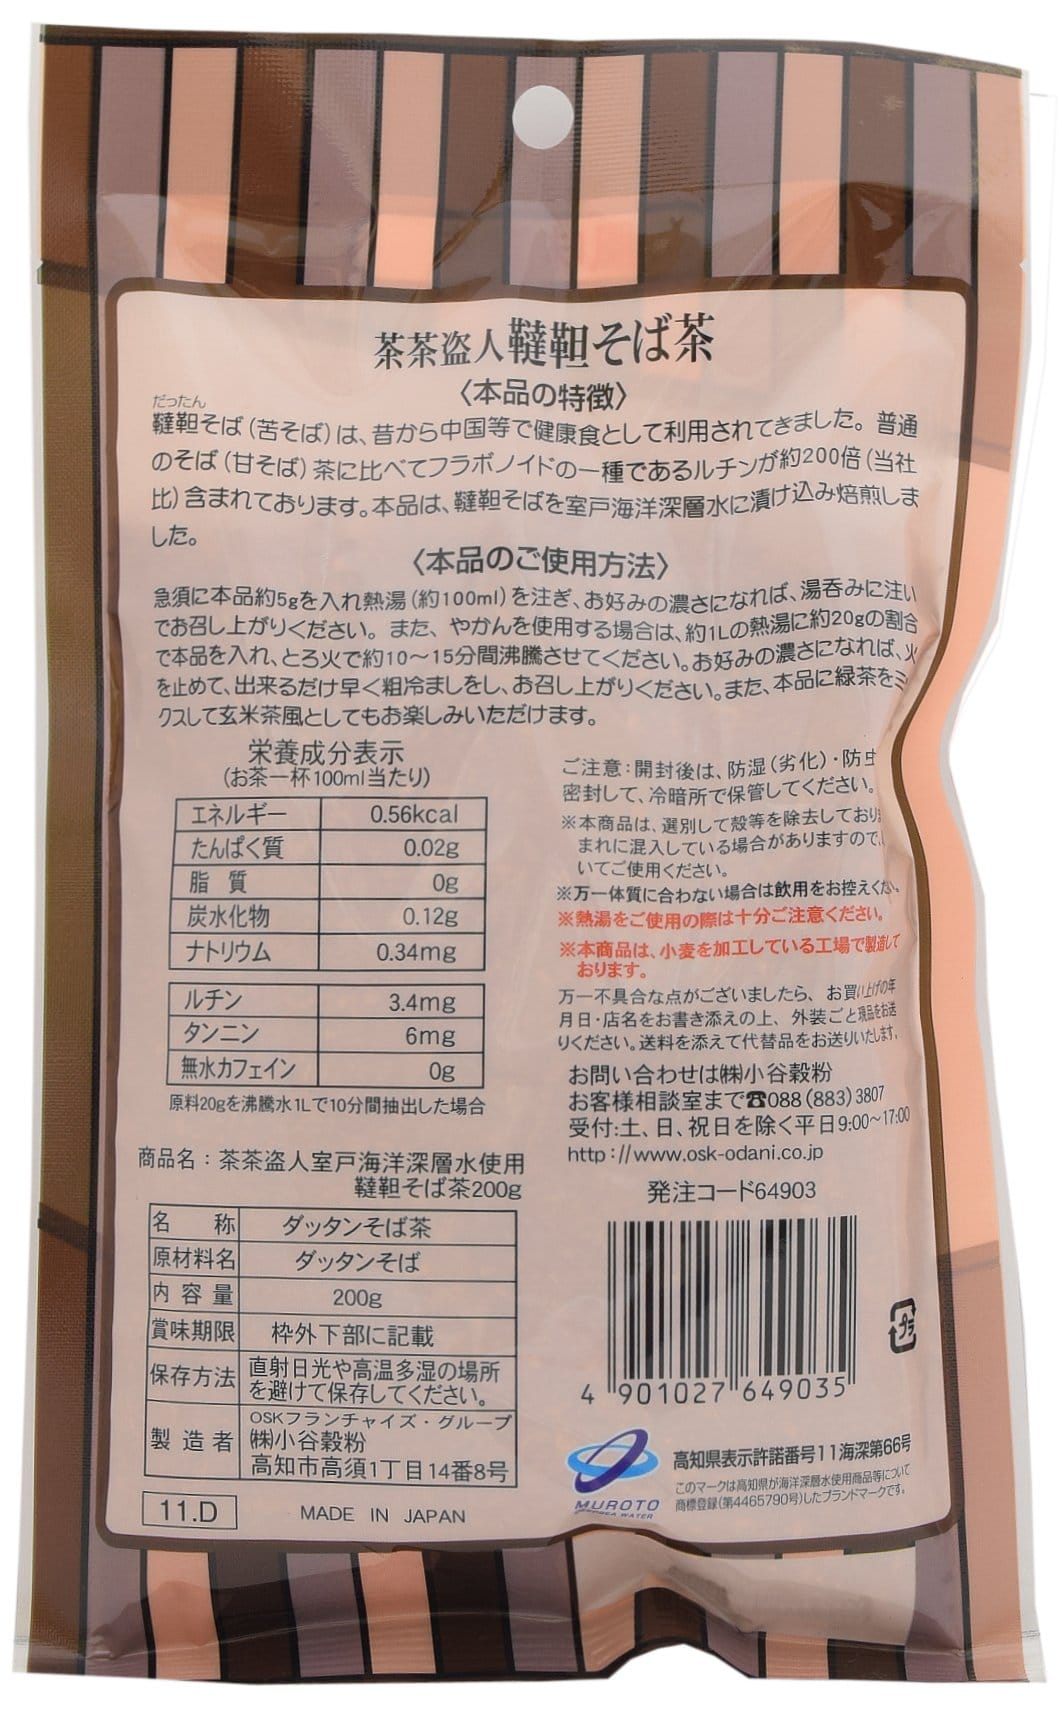 茶茶盗人韃靼そば茶
〈本品の特徴〉
だったん
韃靼そば（苦そば）は、昔から中国等で健康食として利用されてきました。普通
のそば（甘そば）茶に比べてフラボノイドの一種であるルチンが約200倍（当社
比）含まれております。本品は、韃靼そばを室戸海洋深層水に漬け込み焙煎しま
した。
〈本品のご使用方法〉
急須に本品約5gを入れ熱湯（約100ml）を注ぎ、お好みの濃さになれば、湯呑みに注い
でお召し上がりください。また、やかんを使用する場合は、約1Lの熱湯に約20gの割合
で本品を入れ、とろ火で約10〜15分間沸騰させてください。お好みの濃さになれば、火
を止めて、出来るだけ早く粗冷ましをし、お召し上がりください。また、本品に緑茶をミ
クスして玄米茶風としてもお楽しみいただけます。
栄養成分表示
(お茶一杯100ml当たり)
エネルギー 0.56kcal
たんぱく質 0.02g
脂 質 0g
炭水化物 0.12g
ナトリウム 0.34mg
ルチン 3.4mg
タンニン 6mg
無水カフェイン 0g
原料20gを沸騰水1Lで10分間抽出した場合
ご注意：開封後は、防湿（劣化）・防虫
密封して、冷暗所で保管してください。
※本商品は、選別して殻等を除去しており
まれに混入している場合がありますので、
いてご使用ください。
※万一体質に合わない場合は飲用をお控えくだ
※熱湯をご使用の際は十分ご注意ください。
※本商品は、小麦を加工している工場で製造して
おります。
万一不具合な点がございましたら、お買い上げの年
月日・店名をお書き添えの上、外装ごと現品をお送
りください。送料を添えて代替品をお送りいたします。
お問い合わせは㈱小谷穀粉
お客様相談室まで☎088（883）3807
受付：土、日、祝日を除く平日9:00〜17:00
http://www.osk-odani.co.jp
商品名：茶茶盗人室戸海洋深層水使用
韃靼そば茶200g
名 称 ダッタンそば茶
原材料名 ダッタンそば
内容量 200g
賞味期限 枠外下部に記載
保存方法 直射日光や高温多湿の場所
を避けて保存してください。
製造者 OSKフランチャイズ・グループ
㈱小谷穀粉
高知市高須1丁目14番8号
11.D
MADE IN JAPAN
発注コード64903
4 901027 649035
プラ
MUROTO
DEEPSEA WATER
高知県表示許諾番号11海深第66号
このマークは高知県が海洋深層水使用商品等について
商標登録（第4465790号）したブランドマークです。